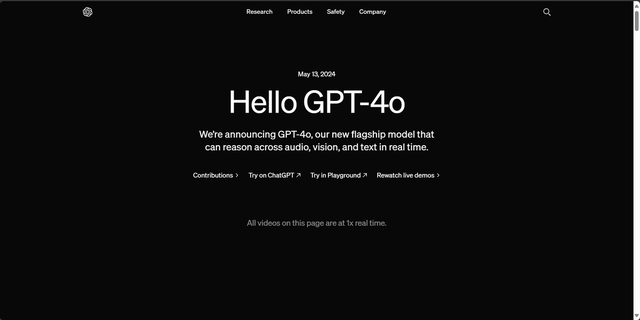 Research Products Safety Company
May 13, 2024
Hello GPT-4o
We're announcing GPT-4o, our new flagship model that
can reason across audio, vision, and text in real time.
Contributions > Try on ChatGPT ↗ Try in Playground ↗ Rewatch live demos >
All videos on this page are at 1x real time.